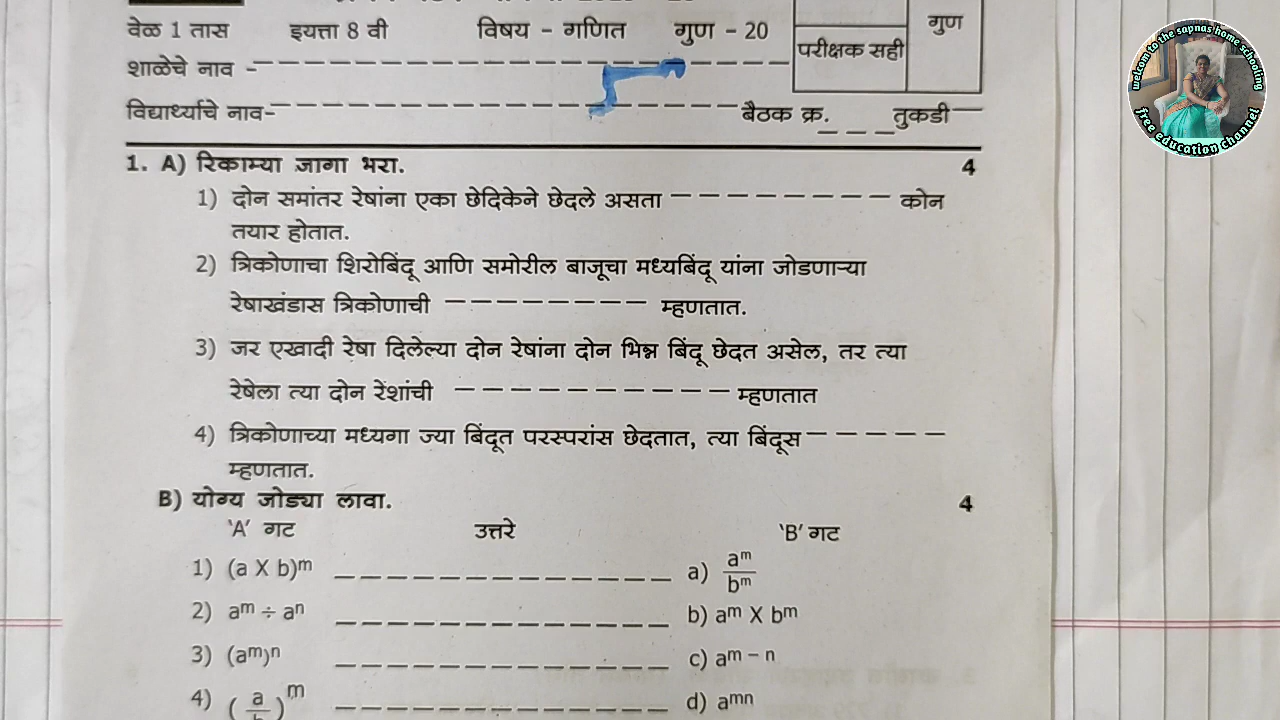 वेळ 1 तास इयत्ता 8 वी विषय - गणित गुण - 20
गुण
परीक्षक सही
शाळेचे नाव -
विद्यार्थ्याचे नाव- बैठक क्र. _ _ _ तुकडी
1. A) रिकाम्या जागा भरा. 4
1) दोन समांतर रेषांना एका छेदिकेने छेदले असता _ _ _ _ _ _ _ _ कोन
तयार होतात.
2) त्रिकोणाचा शिरोबिंदू आणि समोरील बाजूचा मध्यबिंदू यांना जोडणाऱ्या
रेषाखंडास त्रिकोणाची _ _ _ _ _ _ _ _ म्हणतात.
3) जर एखादी रेषा दिलेल्या दोन रेषांना दोन भिन्न बिंदू छेदत असेल, तर त्या
रेषेला त्या दोन रेंशांची _ _ _ _ _ _ _ _ _ _ म्हणतात
4) त्रिकोणाच्या मध्यगा ज्या बिंदूत परस्परांस छेदतात, त्या बिंदूस _ _ _ _ _
म्हणतात.
B) योग्य जोड्या लावा. 4
'A' गट उत्तरे 'B' गट
1) (a X b)ᵐ _ _ _ _ _ _ _ _ _ _ _ _ _ a) aᵐ/bᵐ
2) aᵐ ÷ aⁿ _ _ _ _ _ _ _ _ _ _ _ _ _ b) aᵐ X bᵐ
3) (aᵐ)ⁿ _ _ _ _ _ _ _ _ _ _ _ _ _ c) aᵐ⁻ⁿ
4) (a/b)ᵐ _ _ _ _ _ _ _ _ _ _ _ _ _ d) aᵐⁿ
welcom to the sapnas home schooling
free education channel